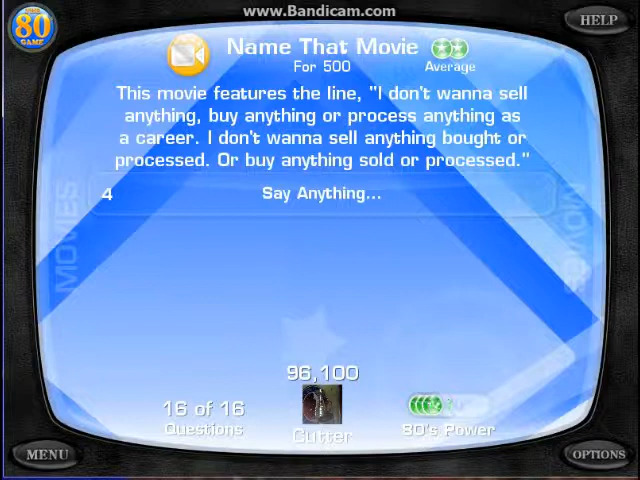 www.Bandicam.com
80
GAME
HELP
Name That Movie
For 500
Average
This movie features the line, "I don't wanna sell
anything, buy anything or process anything as
a career. I don't wanna sell anything bought or
processed. Or buy anything sold or processed."
4 Say Anything...
MOVIES
MOVIES
96,100
16 of 16
Questions
Cutter
80's Power
MENU
OPTIONS